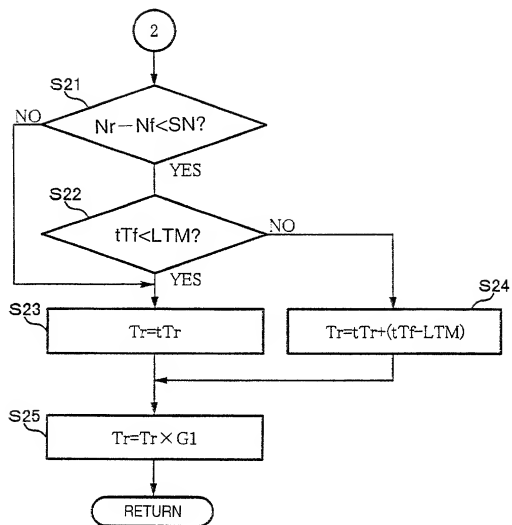 2
S21
Nr－Nf<SN?
NO
YES
S22
tTf<LTM?
NO
YES
S23
Tr=tTr
S24
Tr=tTr+(tTf-LTM)
S25
Tr=Tr×G1
RETURN